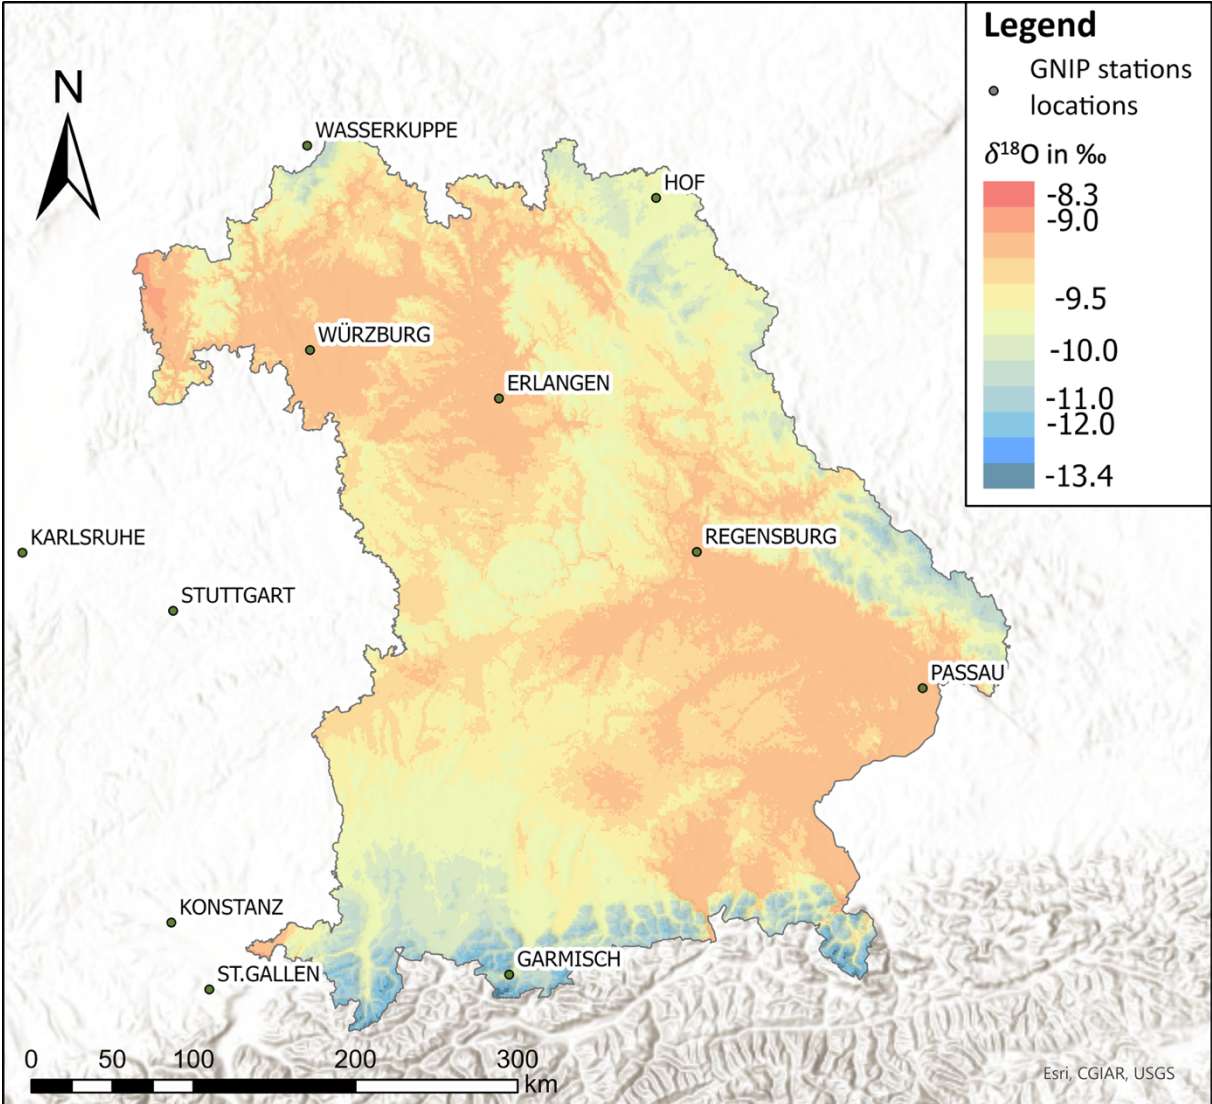 Legend
GNIP stations
locations
δ¹⁸O in ‰
-8.3
-9.0
-9.5
-10.0
-11.0
-12.0
-13.4
N
WASSERKUPPE
HOF
WÜRZBURG
ERLANGEN
KARLSRUHE
REGENSBURG
STUTTGART
PASSAU
KONSTANZ
GARMISCH
ST.GALLEN
0 50 100 200 300
km
Esri, CGIAR, USGS